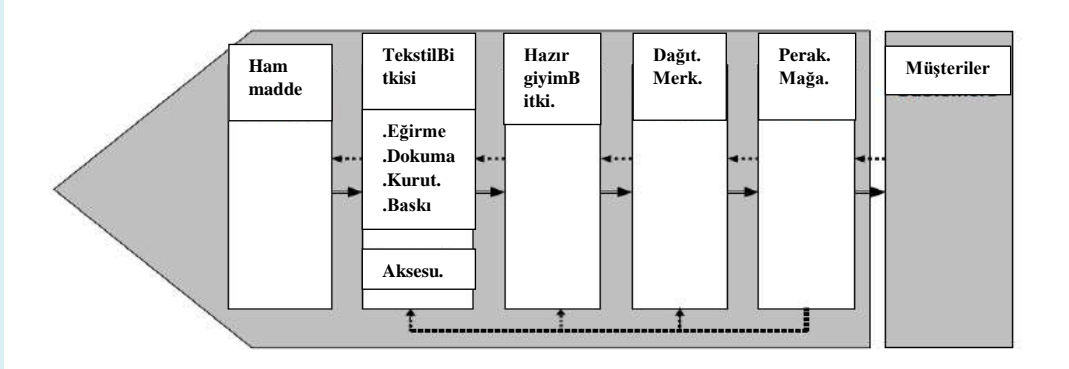 Ham
madde
TekstilBi
tkisi
.Eğirme
.Dokuma
.Kurut.
.Baskı
Aksesu.
Hazır
giyimB
itki.
Dağıt.
Merk.
Perak.
Mağa.
Müşteriler